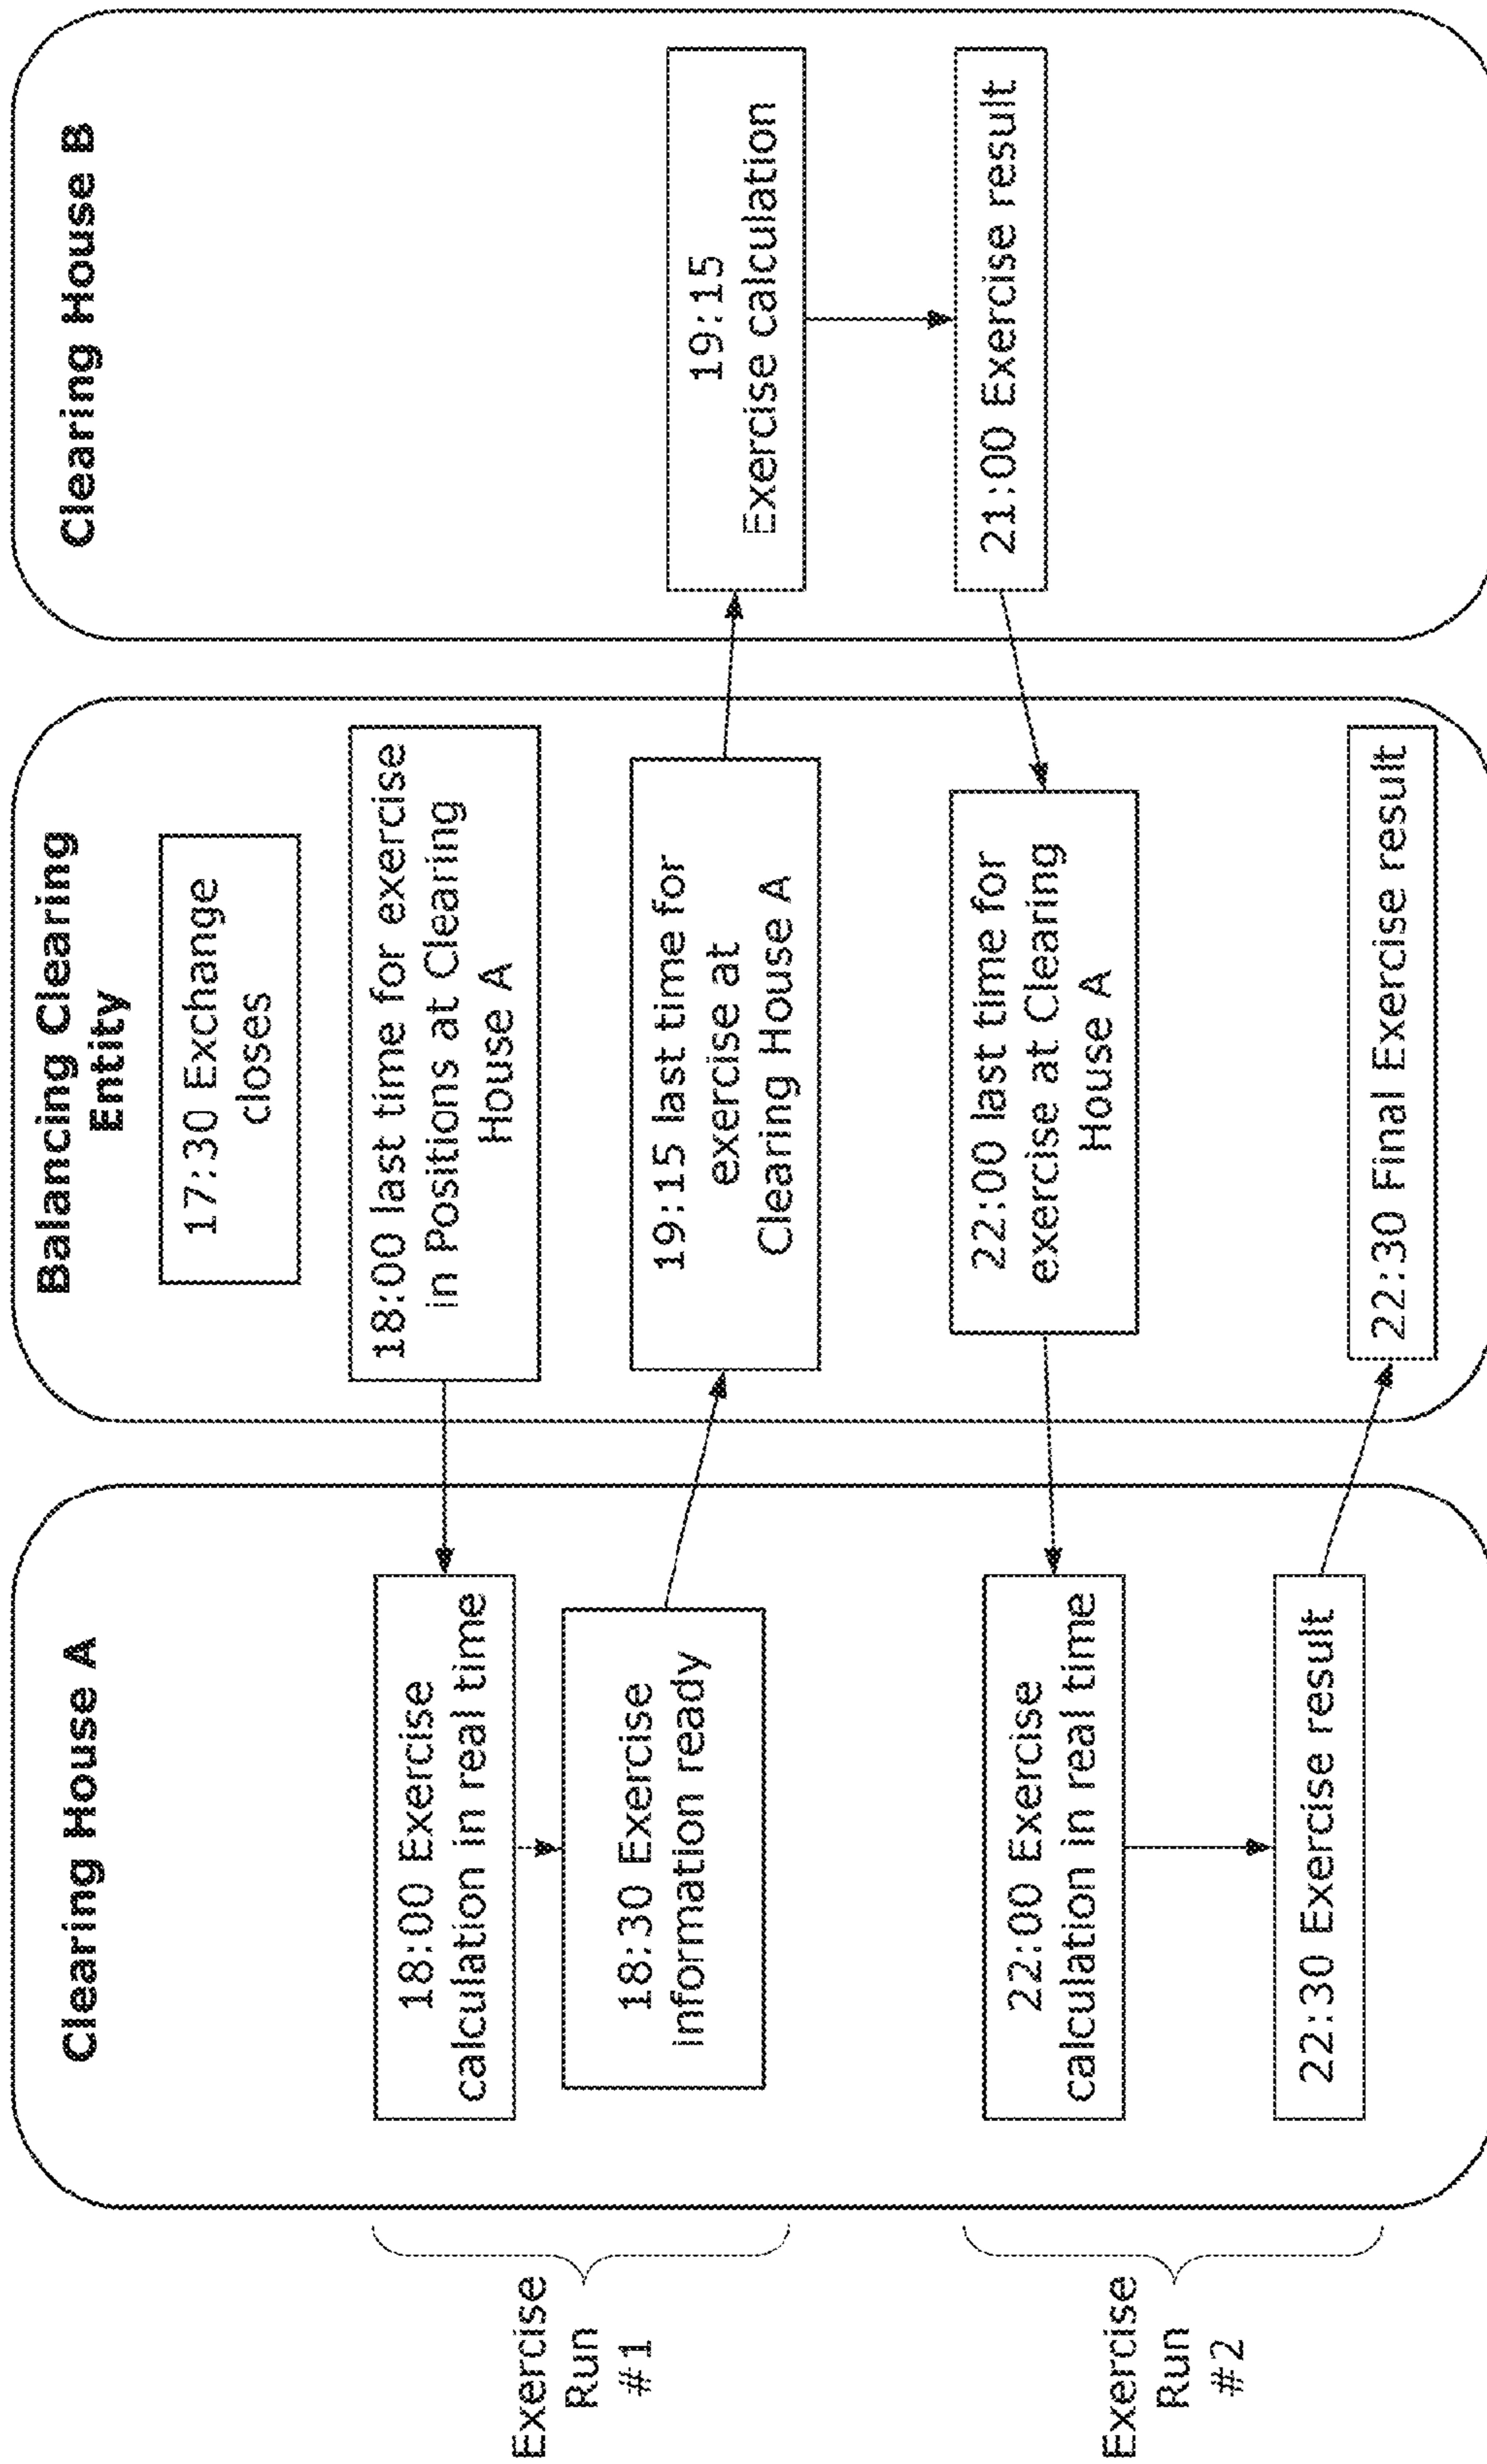 Clearing House A
Balancing Clearing
Entity
Clearing House B
17:30 Exchange
closes
Exercise
Run
#1
18:00 Exercise
calculation in real time
18:00 last time for exercise
in Positions at Clearing
House A
18:30 Exercise
information ready
19:15 last time for
exercise at
Clearing House A
19:15
Exercise calculation
Exercise
Run
#2
22:00 Exercise
calculation in real time
22:00 last time for
exercise at Clearing
House A
21:00 Exercise result
22:30 Exercise result
22:30 Final Exercise result